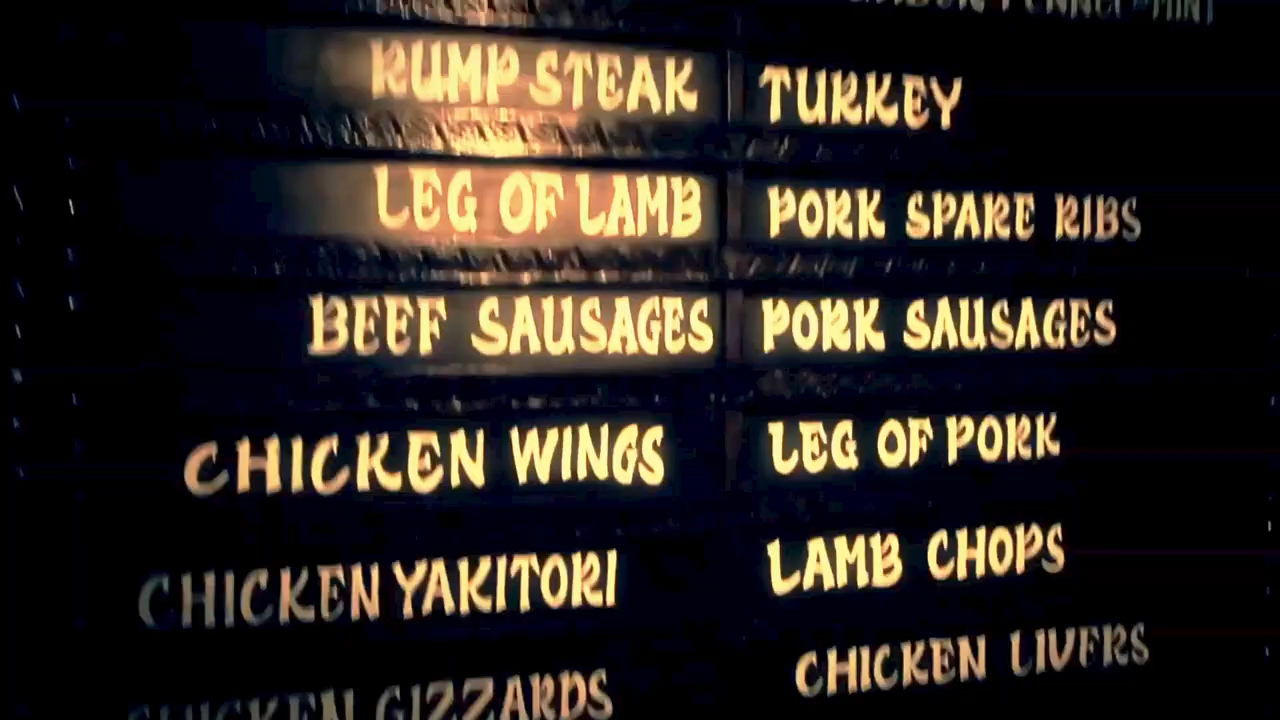 RUMP STEAK
TURKEY
LEG OF LAMB
PORK SPARE RIBS
BEEF SAUSAGES
PORK SAUSAGES
CHICKEN WINGS
LEG OF PORK
CHICKEN YAKITORI
LAMB CHOPS
CHICKEN GIZZARDS
CHICKEN LIVERS